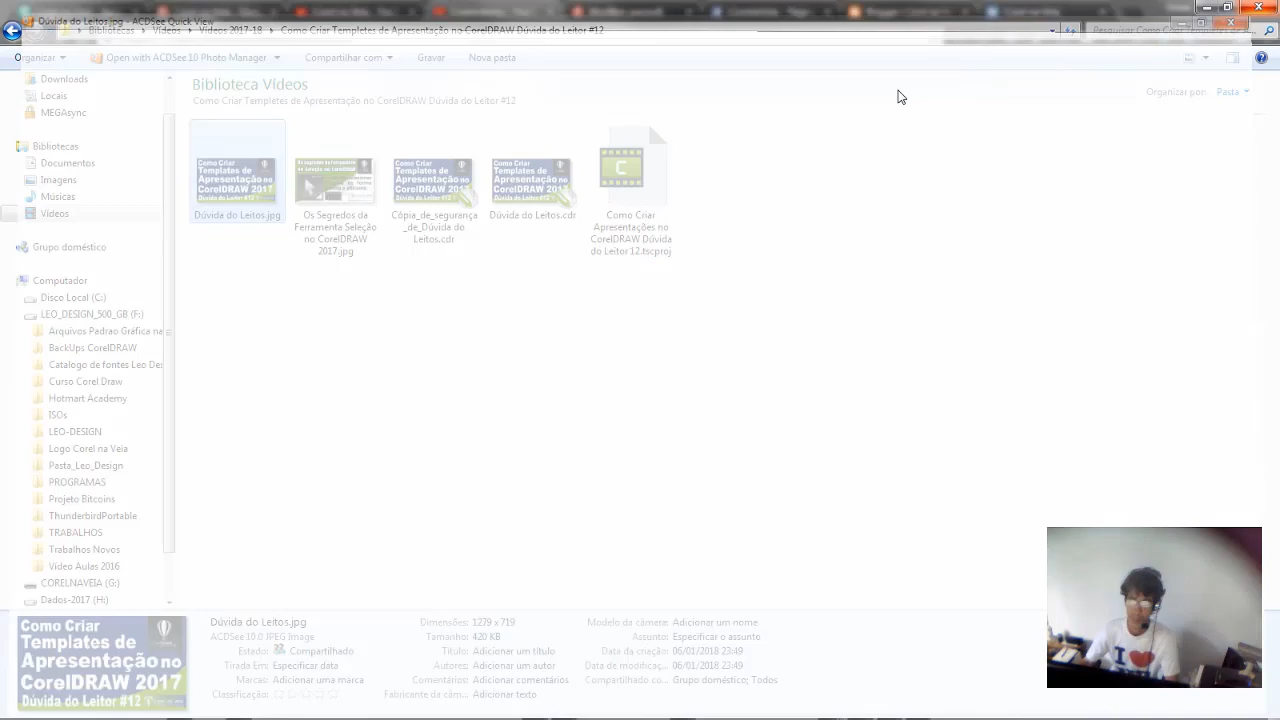 Dúvida do Leitos.jpg - ACDSee Quick View
Bibliotecas > Vídeos > Vídeos 2017-18 > Como Criar Templetes de Apresentação no CorelDRAW Dúvida do Leitor #12
Organizar
Open with ACDSee 10 Photo Manager
Compartilhar com
Gravar
Nova pasta
Downloads
Locais
MEGAsync
Bibliotecas
Documentos
Imagens
Músicas
Vídeos
Grupo doméstico
Computador
Disco Local (C:)
LEO_DESIGN_500_GB (F:)
Arquivos Padrao Gráfica na
BackUps CorelDRAW
Catalogo de fontes Leo Des
Curso Corel Draw
Hotmart Academy
ISOs
LEO-DESIGN
Logo Corel na Veia
Pasta_Leo_Design
PROGRAMAS
Projeto Bitcoins
ThunderbirdPortable
TRABALHOS
Trabalhos Novos
Vídeo Aulas 2016
CORELNAVEIA (G:)
Dados-2017 (H:)
Biblioteca Vídeos
Como Criar Templetes de Apresentação no CorelDRAW Dúvida do Leitor #12
Organizar por: Pasta
Dúvida do Leitos.jpg
Os Segredos da
Ferramenta Seleção
no CorelDRAW
2017.jpg
Cópia_de_segurança
_de_Dúvida do
Leitos.cdr
Dúvida do Leitos.cdr
Como Criar
Apresentações no
CorelDRAW Dúvida
do Leitor 12.tscproj
Como Criar
Templates de
Apresentação no
CorelDRAW 2017
Dúvida do Leitor #12
Dúvida do Leitos.jpg
ACDSee 10.0 JPEG Image
Estado: Compartilhado
Tirada Em: Especificar data
Marcas: Adicionar uma marca
Classificação:
Dimensões: 1279 x 719
Tamanho: 420 KB
Título: Adicionar um título
Autores: Adicionar um autor
Comentários: Adicionar comentários
Fabricante da câm... Adicionar texto
Modelo da câmera: Adicionar um nome
Assunto: Especificar o assunto
Data da criação: 06/01/2018 23:49
Data de modificaç... 06/01/2018 23:49
Compartilhado co... Grupo doméstico; Todos